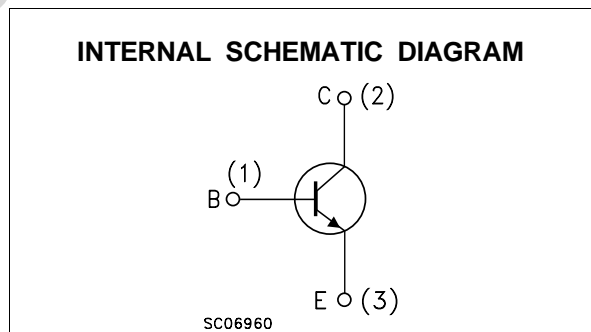 INTERNAL SCHEMATIC DIAGRAM
C (2)
(1)
B
E (3)
SC06960